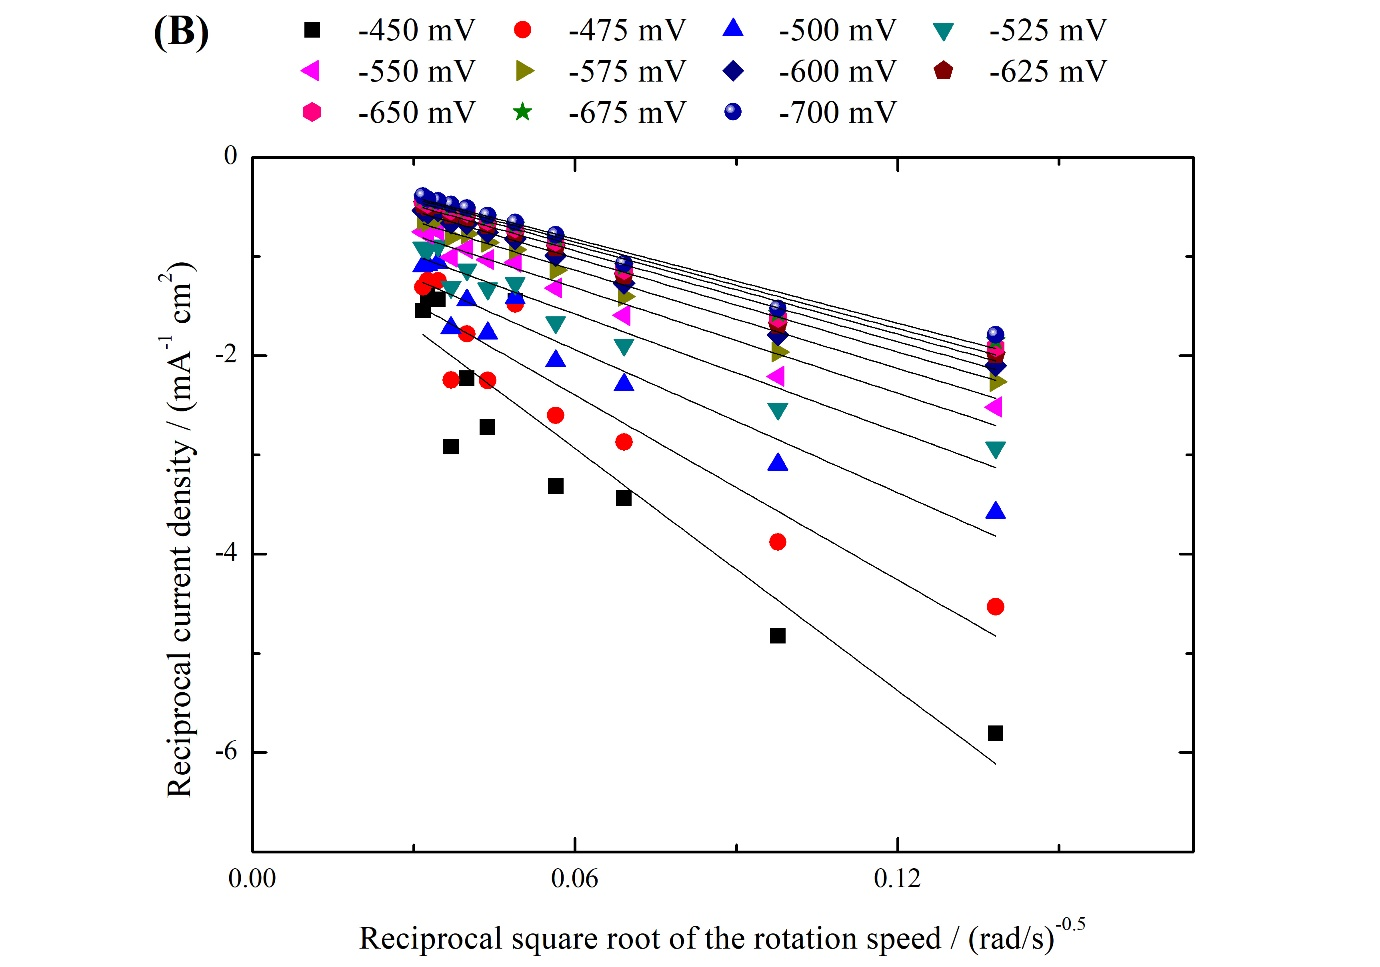 (B)
-450 mV -475 mV -500 mV -525 mV
-550 mV -575 mV -600 mV -625 mV
-650 mV -675 mV -700 mV
0
-2
-4
-6
Reciprocal current density / (mA⁻¹ cm²)
0.00 0.06 0.12
Reciprocal square root of the rotation speed / (rad/s)⁻⁰·⁵